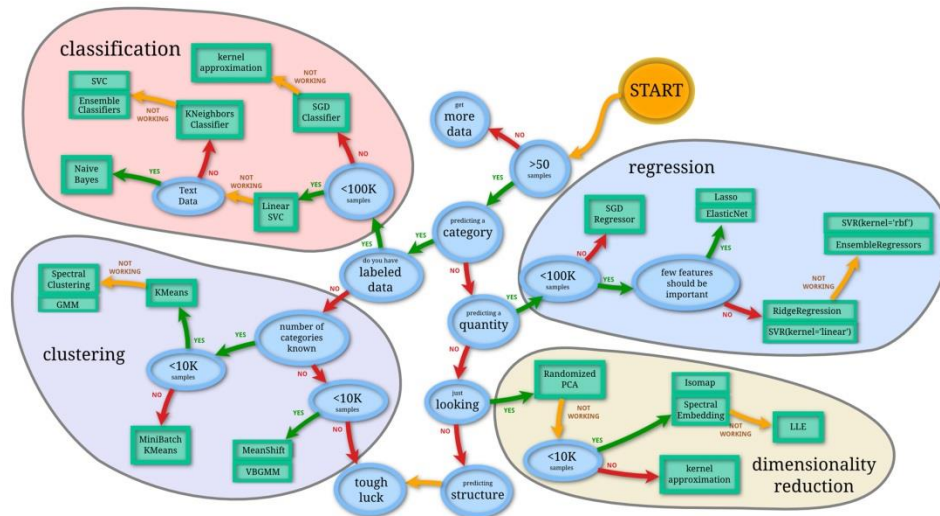 classification
kernel
approximation
NOT
WORKING
START
SVC
Ensemble
Classifiers
NOT
WORKING
KNeighbors
Classifier
SGD
Classifier
get
more
data
NO
>50
samples
regression
NO
NO
YES
Naive
Bayes
YES
Text
Data
NOT
WORKING
Linear
SVC
YES
<100K
samples
YES
predicting a
category
YES
do you have
labeled
data
NO
NO
SGD
Regressor
Lasso
ElasticNet
SVR(kernel='rbf')
EnsembleRegressors
NO
YES
<100K
samples
YES
few features
should be
important
NOT
WORKING
NO
RidgeRegression
SVR(kernel='linear')
YES
predicting a
quantity
NO
Spectral
Clustering
GMM
NOT
WORKING
KMeans
YES
number of
categories
known
YES
clustering
<10K
samples
NO
NO
<10K
samples
YES
NO
MiniBatch
KMeans
MeanShift
VBGMM
just
looking
YES
NO
Randomized
PCA
NOT
WORKING
Isomap
Spectral
Embedding
YES
NOT
WORKING
LLE
<10K
samples
NO
kernel
approximation
dimensionality
reduction
tough
luck
predicting
structure